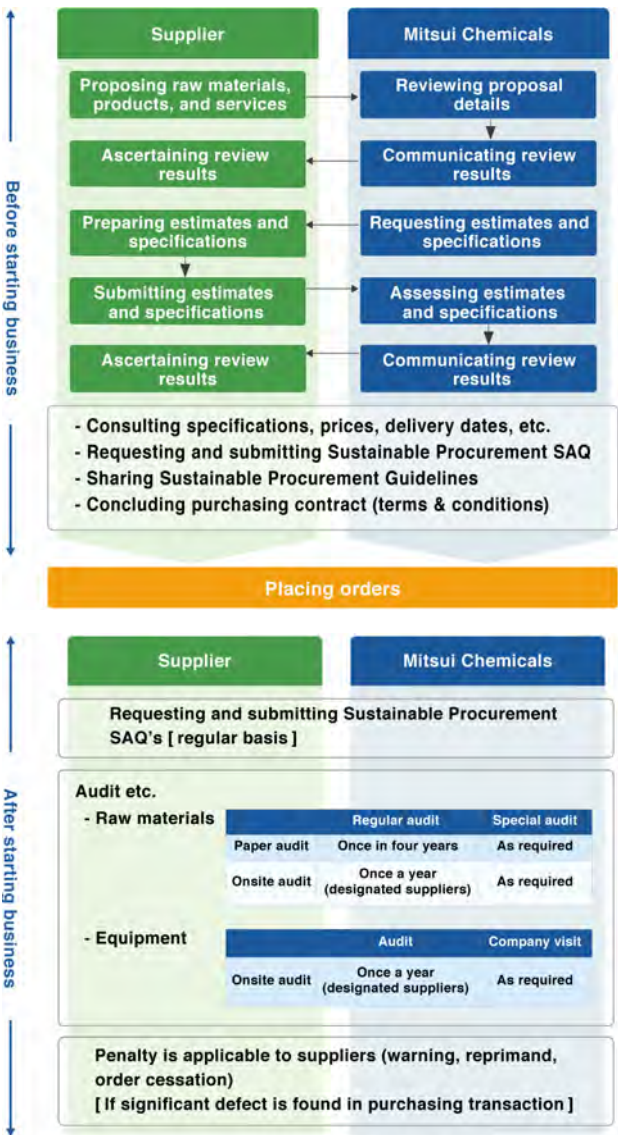 Before starting business
Supplier
Mitsui Chemicals
Proposing raw materials,
products, and services
Reviewing proposal
details
Ascertaining review
results
Communicating review
results
Preparing estimates and
specifications
Requesting estimates and
specifications
Submitting estimates
and specifications
Assessing estimates
and specifications
Ascertaining review
results
Communicating review
results
- Consulting specifications, prices, delivery dates, etc.
- Requesting and submitting Sustainable Procurement SAQ
- Sharing Sustainable Procurement Guidelines
- Concluding purchasing contract (terms & conditions)
Placing orders
After starting business
Supplier
Mitsui Chemicals
Requesting and submitting Sustainable Procurement
SAQ's [ regular basis ]
Audit etc.
- Raw materials
Regular audit Special audit
Paper audit Once in four years As required
Onsite audit Once a year
(designated suppliers) As required
- Equipment
Audit Company visit
Onsite audit Once a year
(designated suppliers) As required
Penalty is applicable to suppliers (warning, reprimand,
order cessation)
[ If significant defect is found in purchasing transaction ]